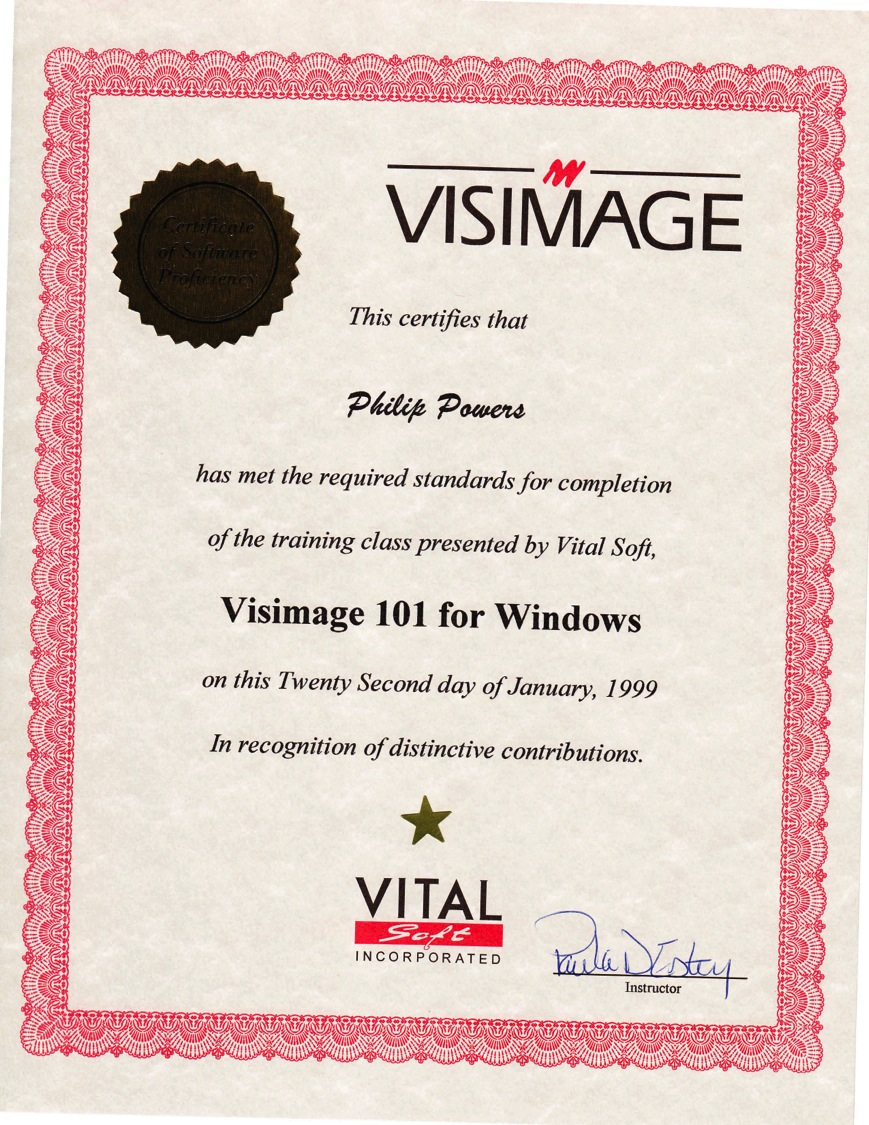 Certificate
of Software
Proficiency
VISIMAGE
This certifies that
Philip Powers
has met the required standards for completion
of the training class presented by Vital Soft,
Visimage 101 for Windows
on this Twenty Second day of January, 1999
In recognition of distinctive contributions.
VITAL
Soft
INCORPORATED
Paula
Instructor